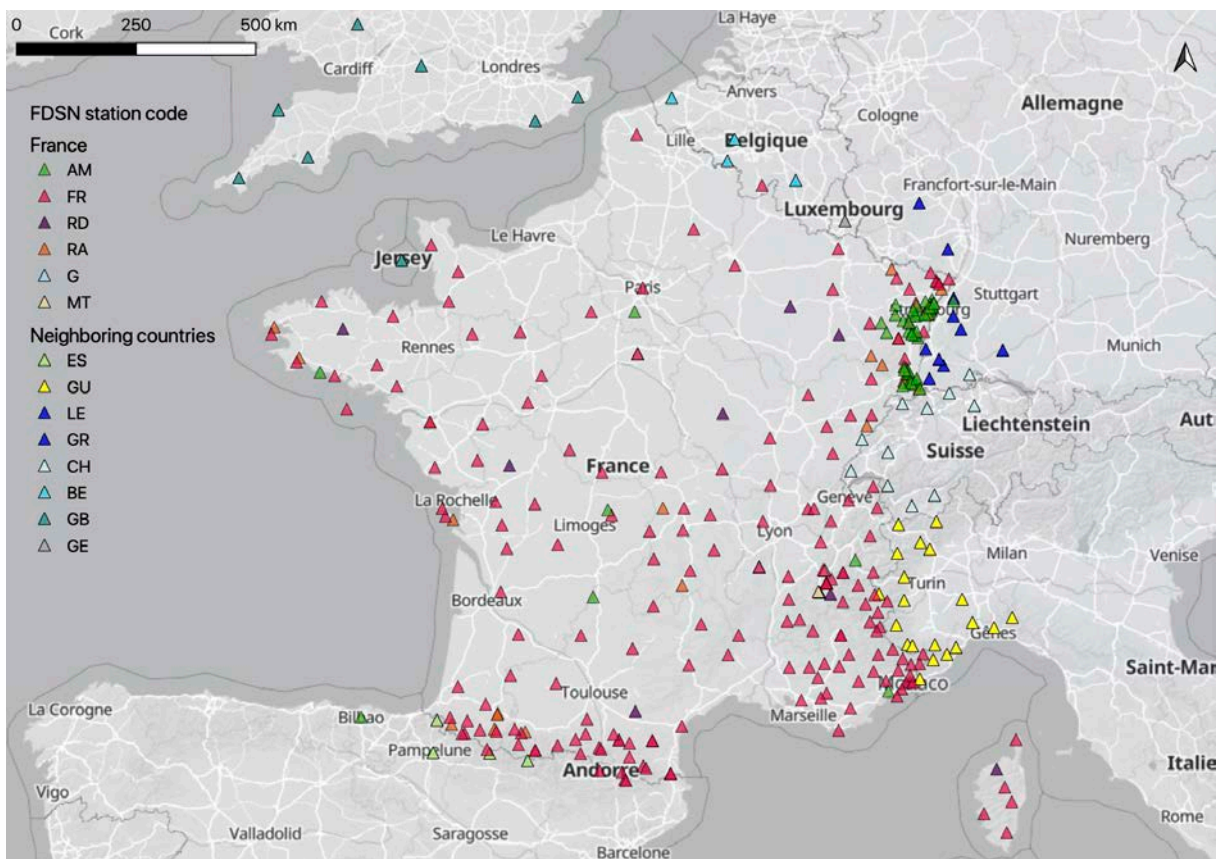 0 250 500 km
FDSN station code
France
AM
FR
RD
RA
G
MT
Neighboring countries
ES
GU
LE
GR
CH
BE
GB
GE
Cork
La Haye
Cardiff
Londres
Anvers
Cologne
Allemagne
Lille
Belgique
Francfort-sur-le-Main
Luxembourg
Nuremberg
Le Havre
Jersey
Paris
Stuttgart
Rennes
Munich
Liechtenstein
Aut
Suisse
France
La Rochelle
Genève
Limoges
Lyon
Milan
Venise
Turin
Bordeaux
Gênes
Saint-Mar
Toulouse
Monaco
La Corogne
Bilbao
Marseille
Pampelune
Andorre
Italie
Vigo
Valladolid
Saragosse
Rome
Barcelone